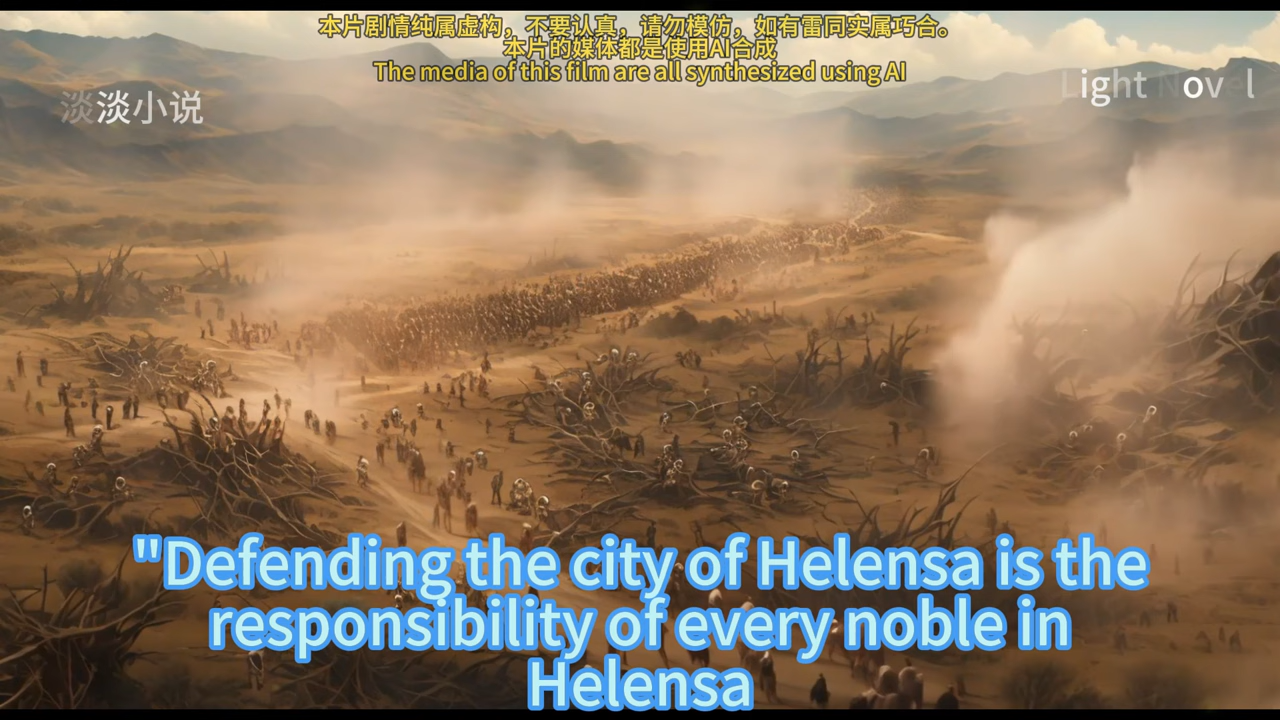 本片剧情纯属虚构，不要认真，请勿模仿，如有雷同实属巧合。
本片的媒体都是使用AI合成
The media of this film are all synthesized using AI
Light Novel
淡淡小说
"Defending the city of Helensa is the
responsibility of every noble in
Helensa